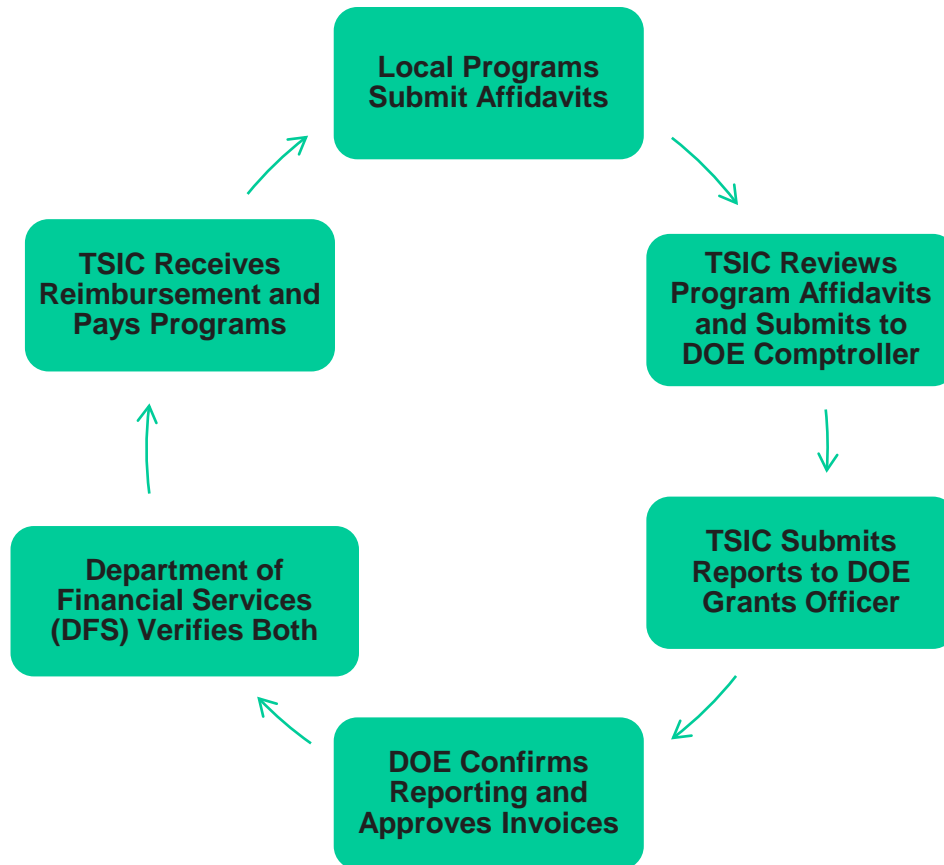 Local Programs
Submit Affidavits
TSIC Reviews
Program Affidavits
and Submits to
DOE Comptroller
TSIC Submits
Reports to DOE
Grants Officer
DOE Confirms
Reporting and
Approves Invoices
Department of
Financial Services
(DFS) Verifies Both
TSIC Receives
Reimbursement and
Pays Programs